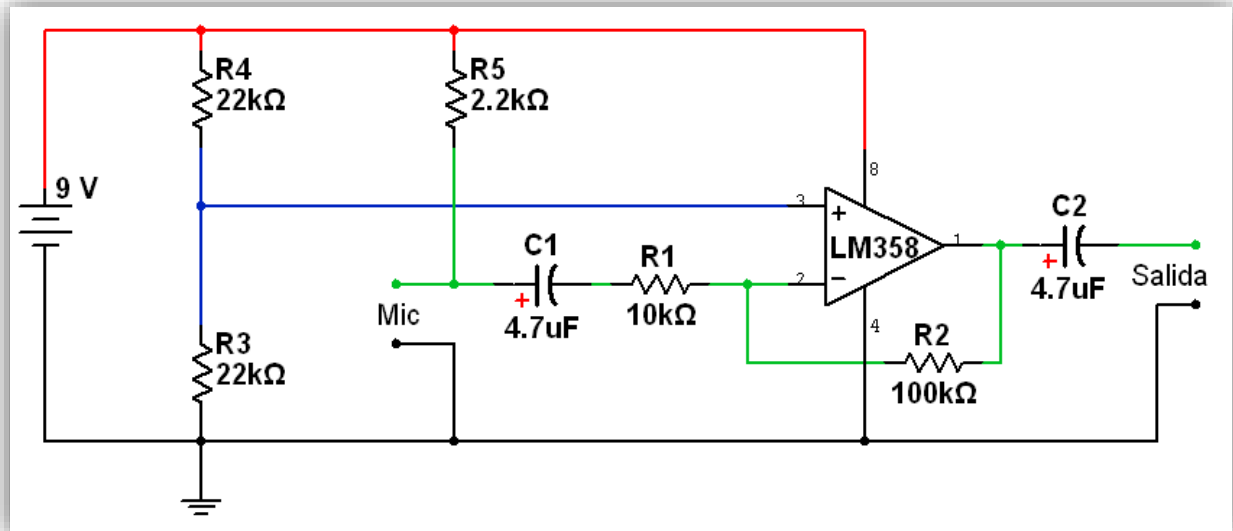 R4
22kΩ
R5
2.2kΩ
9 V
8
3
+
LM358
1
2
−
4
C2
+
4.7uF
Salida
C1
+
4.7uF
R1
10kΩ
Mic
R2
100kΩ
R3
22kΩ